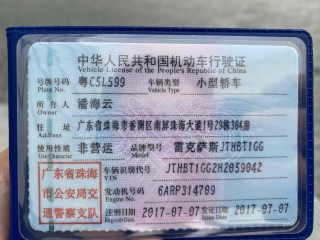 中华人民共和国机动车行驶证
Vehicle License of the People's Republic of China
号牌号码 粤C5L599 车辆类型 小型轿车
Plate No. Vehicle Type
所有人 潘海云
Owner
住址 广东省珠海市香洲区南屏珠海大道1号29栋364房
Address
使用性质 非营运 品牌型号 雷克萨斯JTHBT1GG
Use Character
广东省珠海
市公安局交
通警察支队
车辆识别代号 JTHBT1GG2H2059042
VIN
发动机号码 6ARP314709
Engine No.
注册日期 2017-07-07 发证日期 2017-07-07
Register Date Issue Date